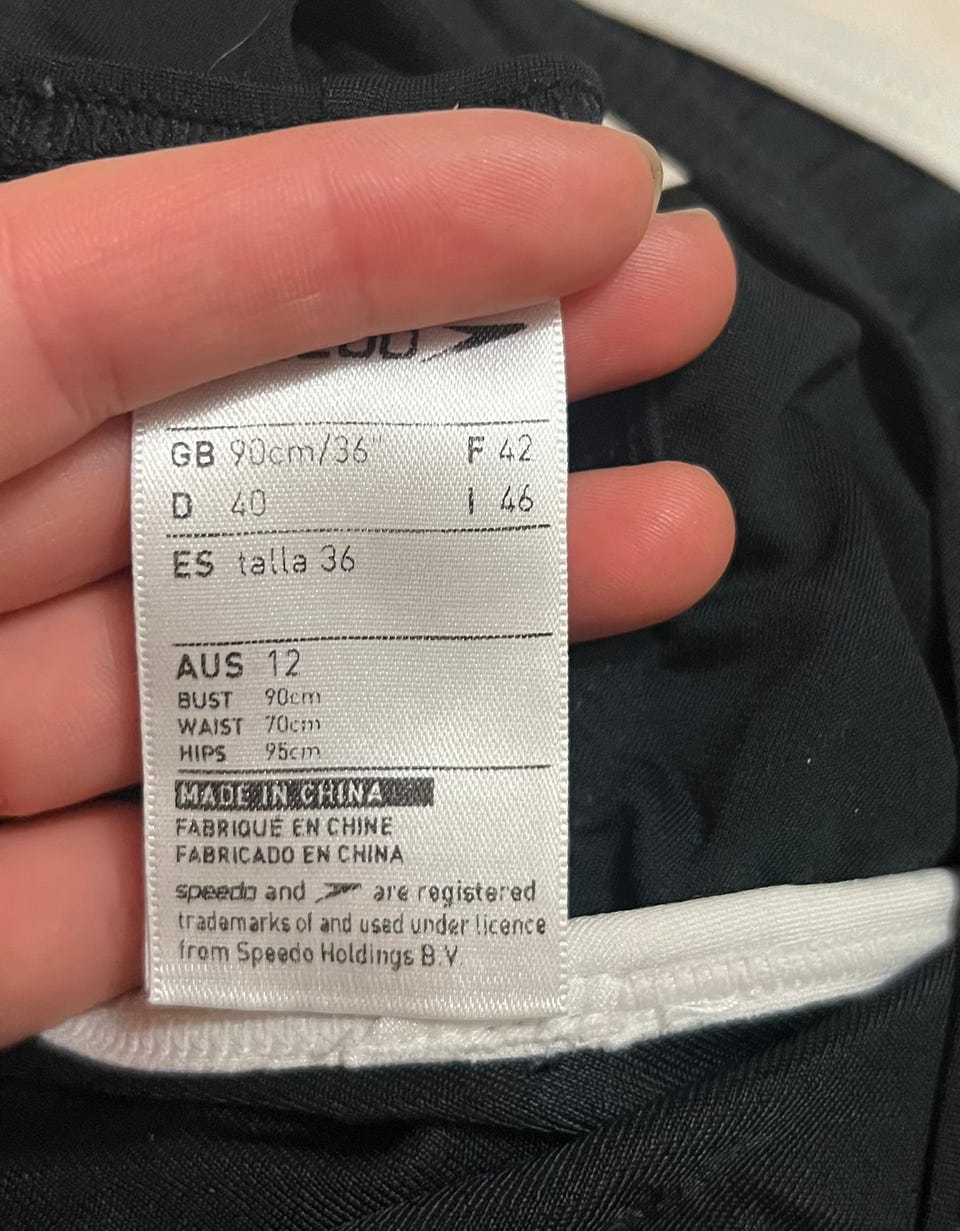 GB 90cm/36" F 42
D 40 I 46
ES talla 36
AUS 12
BUST 90cm
WAIST 70cm
HIPS 95cm
MADE IN CHINA
FABRIQUÉ EN CHINE
FABRICADO EN CHINA
speedo and are registered
trademarks of and used under licence
from Speedo Holdings B.V.